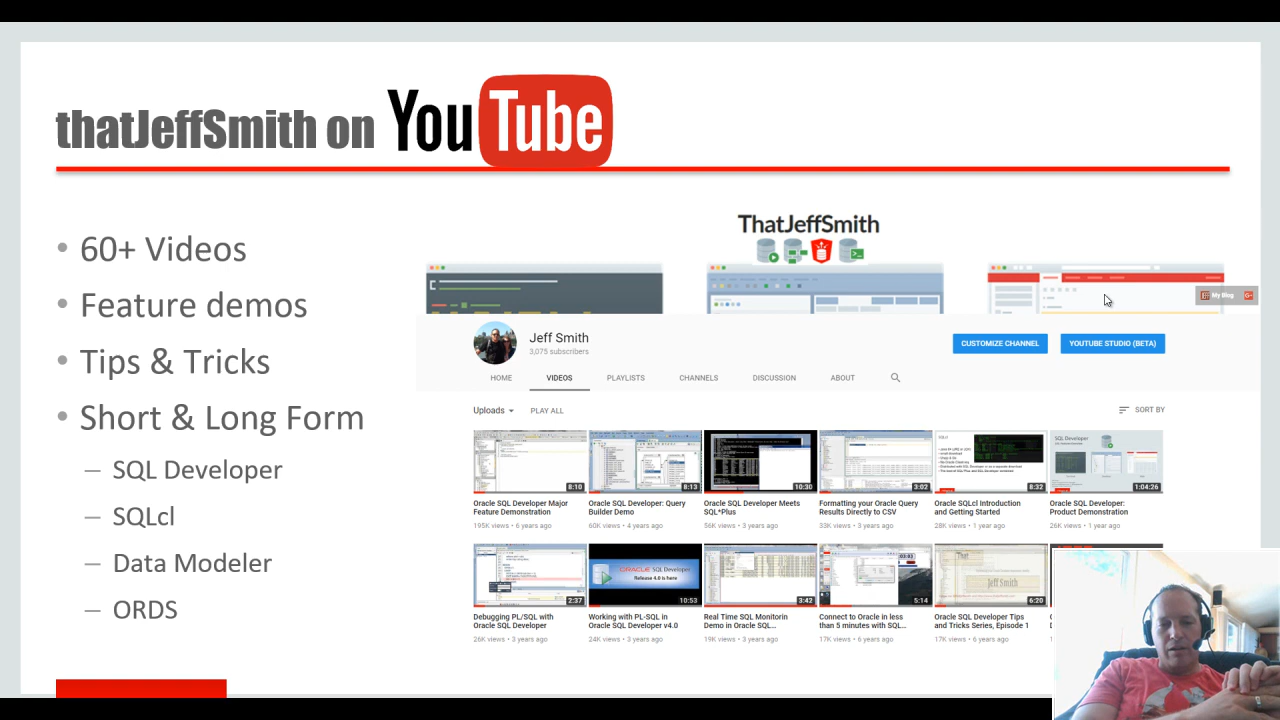 thatJeffSmith on YouTube
• 60+ Videos
• Feature demos
• Tips & Tricks
• Short & Long Form
– SQL Developer
– SQLcl
– Data Modeler
– ORDS
ThatJeffSmith
My Blog
Jeff Smith
3,075 subscribers
CUSTOMIZE CHANNEL
YOUTUBE STUDIO (BETA)
HOME VIDEOS PLAYLISTS CHANNELS DISCUSSION ABOUT
Uploads PLAY ALL SORT BY
8:10 8:13 10:30 3:02 8:32 1:04:26
Oracle SQL Developer Major
Feature Demonstration
195K views • 6 years ago
Oracle SQL Developer: Query
Builder Demo
60K views • 4 years ago
Oracle SQL Developer Meets
SQL*Plus
56K views • 3 years ago
Formatting your Oracle Query
Results Directly to CSV
33K views • 3 years ago
Oracle SQLcl Introduction
and Getting Started
28K views • 1 year ago
Oracle SQL Developer:
Product Demonstration
26K views • 1 year ago
2:37 10:53 3:42 5:14 6:20
Debugging PL/SQL with
Oracle SQL Developer
26K views • 3 years ago
Working with PL-SQL in
Oracle SQL Developer v4.0
24K views • 3 years ago
Real Time SQL Monitorin
Demo in Oracle SQL...
19K views • 3 years ago
Connect to Oracle in less
than 5 minutes with SQL...
17K views • 6 years ago
Oracle SQL Developer Tips
and Tricks Series, Episode 1
17K views • 6 years ago